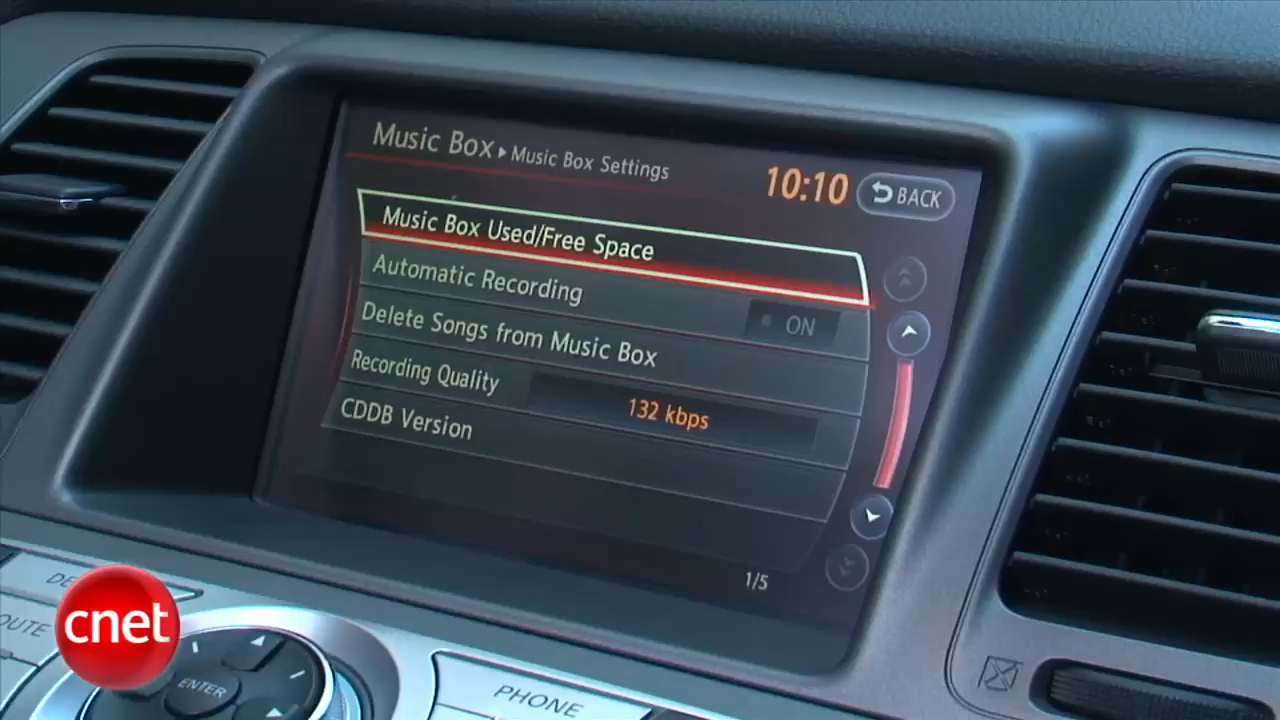 Music Box ▸ Music Box Settings
10:10
BACK
Music Box Used/Free Space
Automatic Recording
ON
Delete Songs from Music Box
Recording Quality
132 kbps
CDDB Version
1/5
cnet
ENTER
PHONE